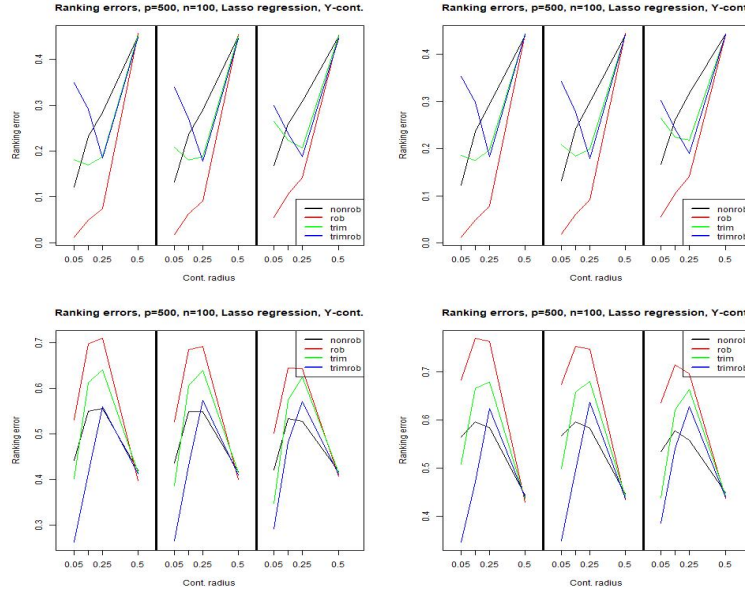 Ranking errors, p=500, n=100, Lasso regression, Y-cont.
Ranking error
0.4
0.3
0.2
0.1
0.0
nonrob
rob
trim
trimrob
0.05 0.25 0.5 0.05 0.25 0.5 0.05 0.25 0.5
Cont. radius
Ranking errors, p=500, n=100, Lasso regression, Y-cont
Ranking error
0.4
0.3
0.2
0.1
0.0
nonrob
rob
trim
trimrob
0.05 0.25 0.5 0.05 0.25 0.5 0.05 0.25 0.5
Cont. radius
Ranking errors, p=500, n=100, Lasso regression, Y-cont.
Ranking error
0.7
0.6
0.5
0.4
0.3
nonrob
rob
trim
trimrob
0.05 0.25 0.5 0.05 0.25 0.5 0.05 0.25 0.5
Cont. radius
Ranking errors, p=500, n=100, Lasso regression, Y-cont
Ranking error
0.7
0.6
0.5
0.4
nonrob
rob
trim
trimrob
0.05 0.25 0.5 0.05 0.25 0.5 0.05 0.25 0.5
Cont. radius